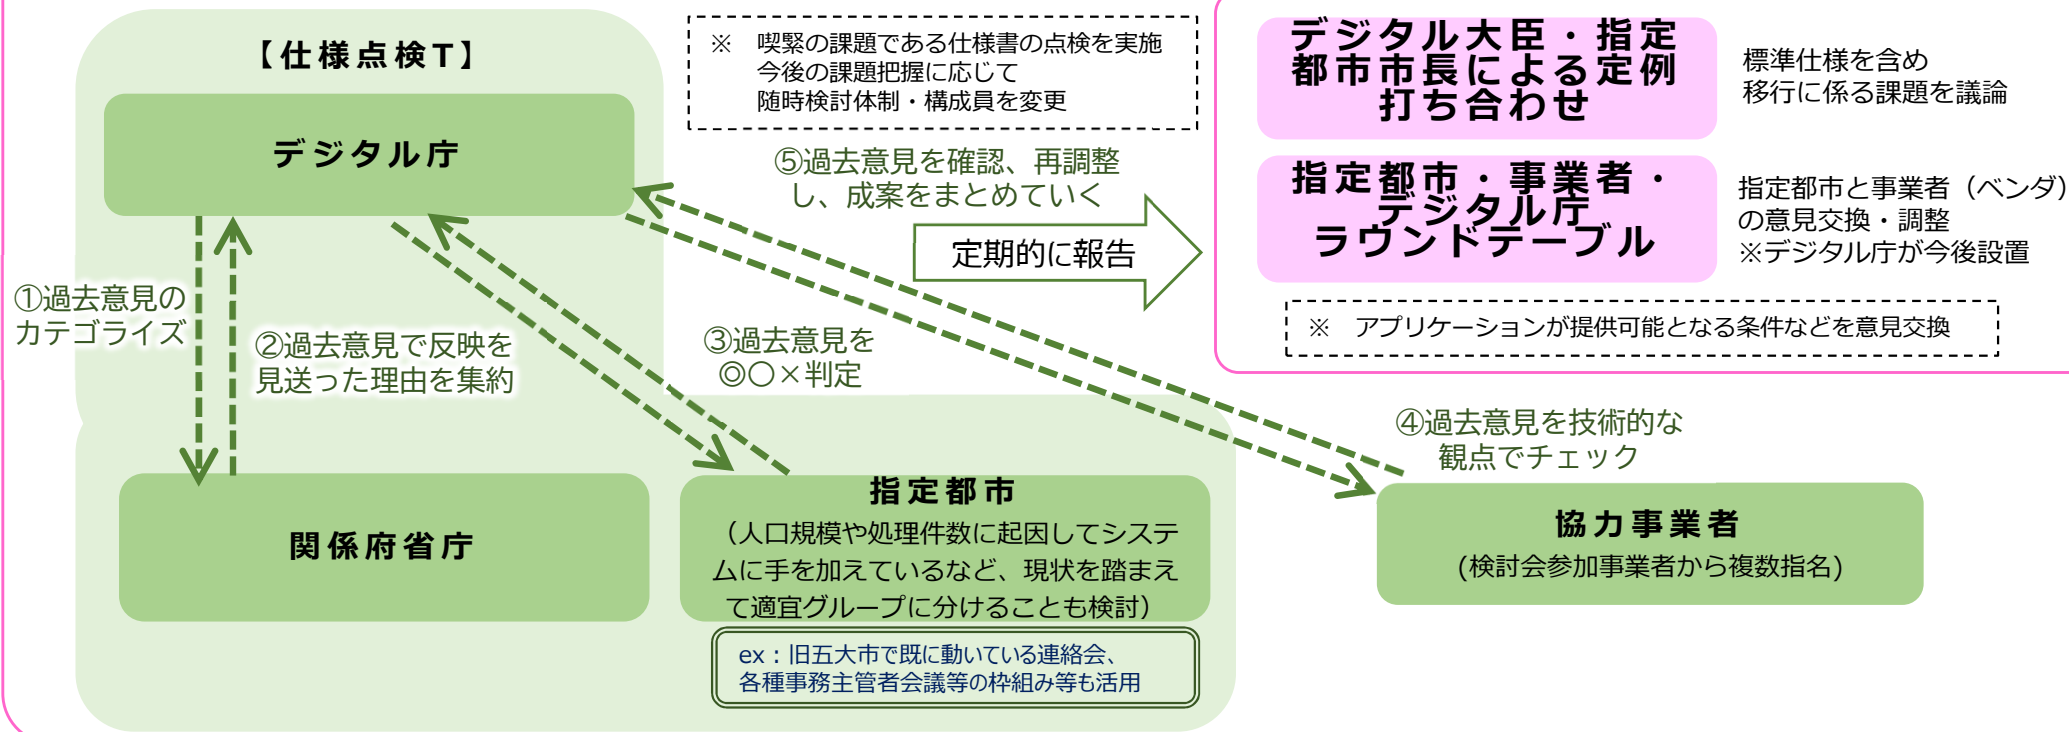 【仕様点検T】
デジタル庁
※　喫緊の課題である仕様書の点検を実施
今後の課題把握に応じて
随時検討体制・構成員を変更
⑤過去意見を確認、再調整
し、成案をまとめていく
定期的に報告
デジタル大臣・指定
都市市長による定例
打ち合わせ
標準仕様を含め
移行に係る課題を議論
指定都市・事業者・
デジタル庁
ラウンドテーブル
指定都市と事業者（ベンダ）
の意見交換・調整
※デジタル庁が今後設置
※　アプリケーションが提供可能となる条件などを意見交換
①過去意見の
カテゴライズ
②過去意見で反映を
見送った理由を集約
③過去意見を
◎〇×判定
④過去意見を技術的な
観点でチェック
関係府省庁
指定都市
（人口規模や処理件数に起因してシステ
ムに手を加えているなど、現状を踏まえ
て適宜グループに分けることも検討）
ex：旧五大市で既に動いている連絡会、
各種事務主管者会議等の枠組み等も活用
協力事業者
(検討会参加事業者から複数指名)